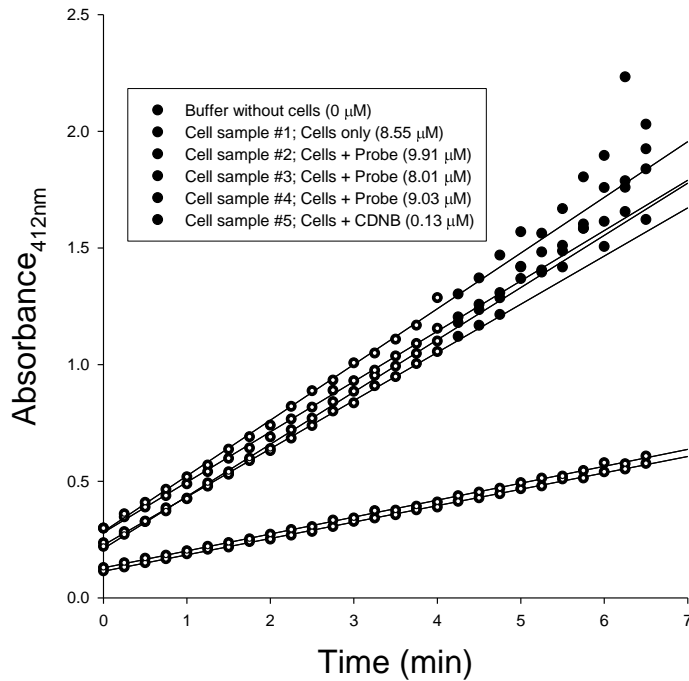 2.5
Buffer without cells (0 μM)
Cell sample #1; Cells only (8.55 μM)
Cell sample #2; Cells + Probe (9.91 μM)
Cell sample #3; Cells + Probe (8.01 μM)
Cell sample #4; Cells + Probe (9.03 μM)
Cell sample #5; Cells + CDNB (0.13 μM)
2.0
1.5
1.0
0.5
0.0
Absorbance412nm
0 1 2 3 4 5 6 7
Time (min)